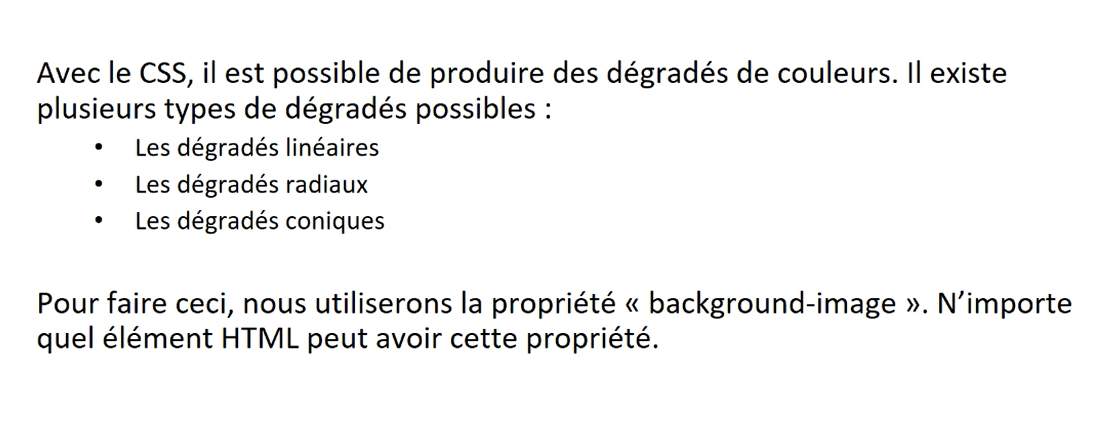 Avec le CSS, il est possible de produire des dégradés de couleurs. Il existe
plusieurs types de dégradés possibles :
• Les dégradés linéaires
• Les dégradés radiaux
• Les dégradés coniques
Pour faire ceci, nous utiliserons la propriété « background-image ». N’importe
quel élément HTML peut avoir cette propriété.